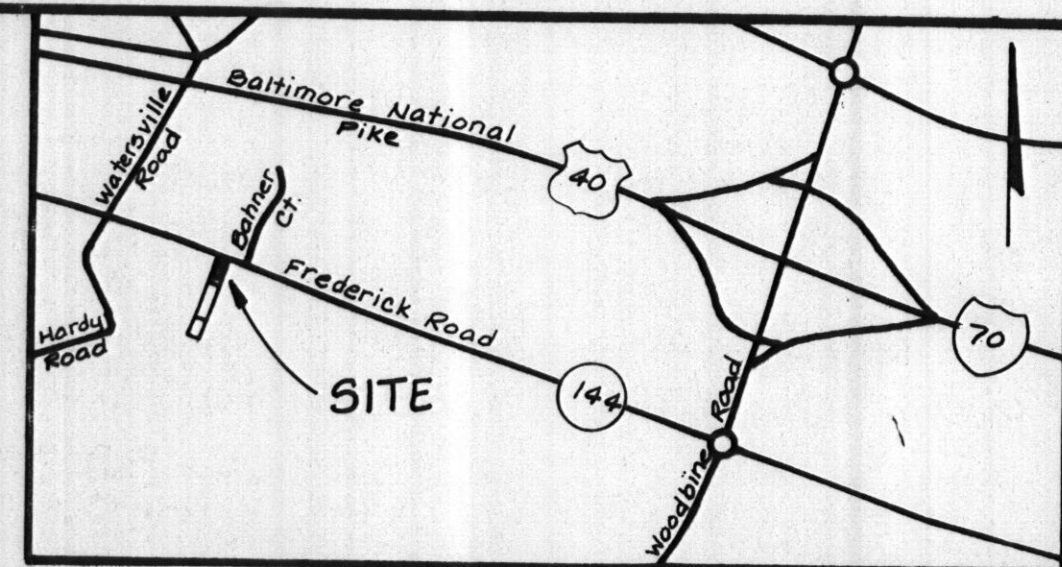 Baltimore National
Pike
40
Watersville
Road
Bahner
Ct.
Frederick Road
Hardy
Road
SITE
144
70
Woodbine Road